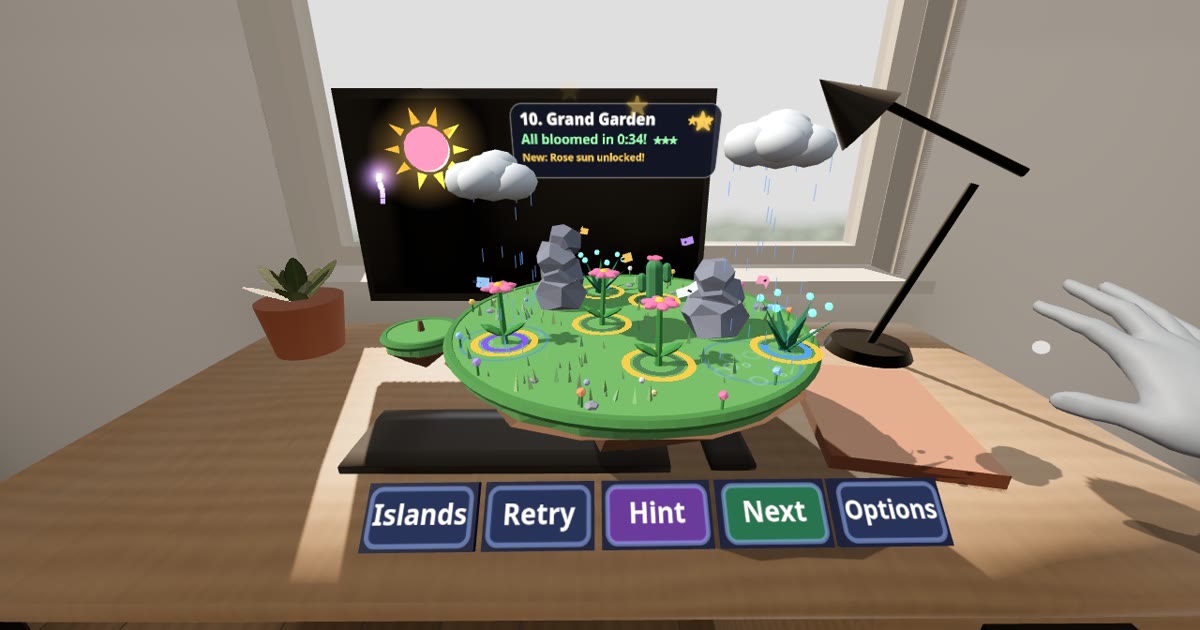 10. Grand Garden
All bloomed in 0:34! ★★★
New: Rose sun unlocked!
Islands
Retry
Hint
Next
Options